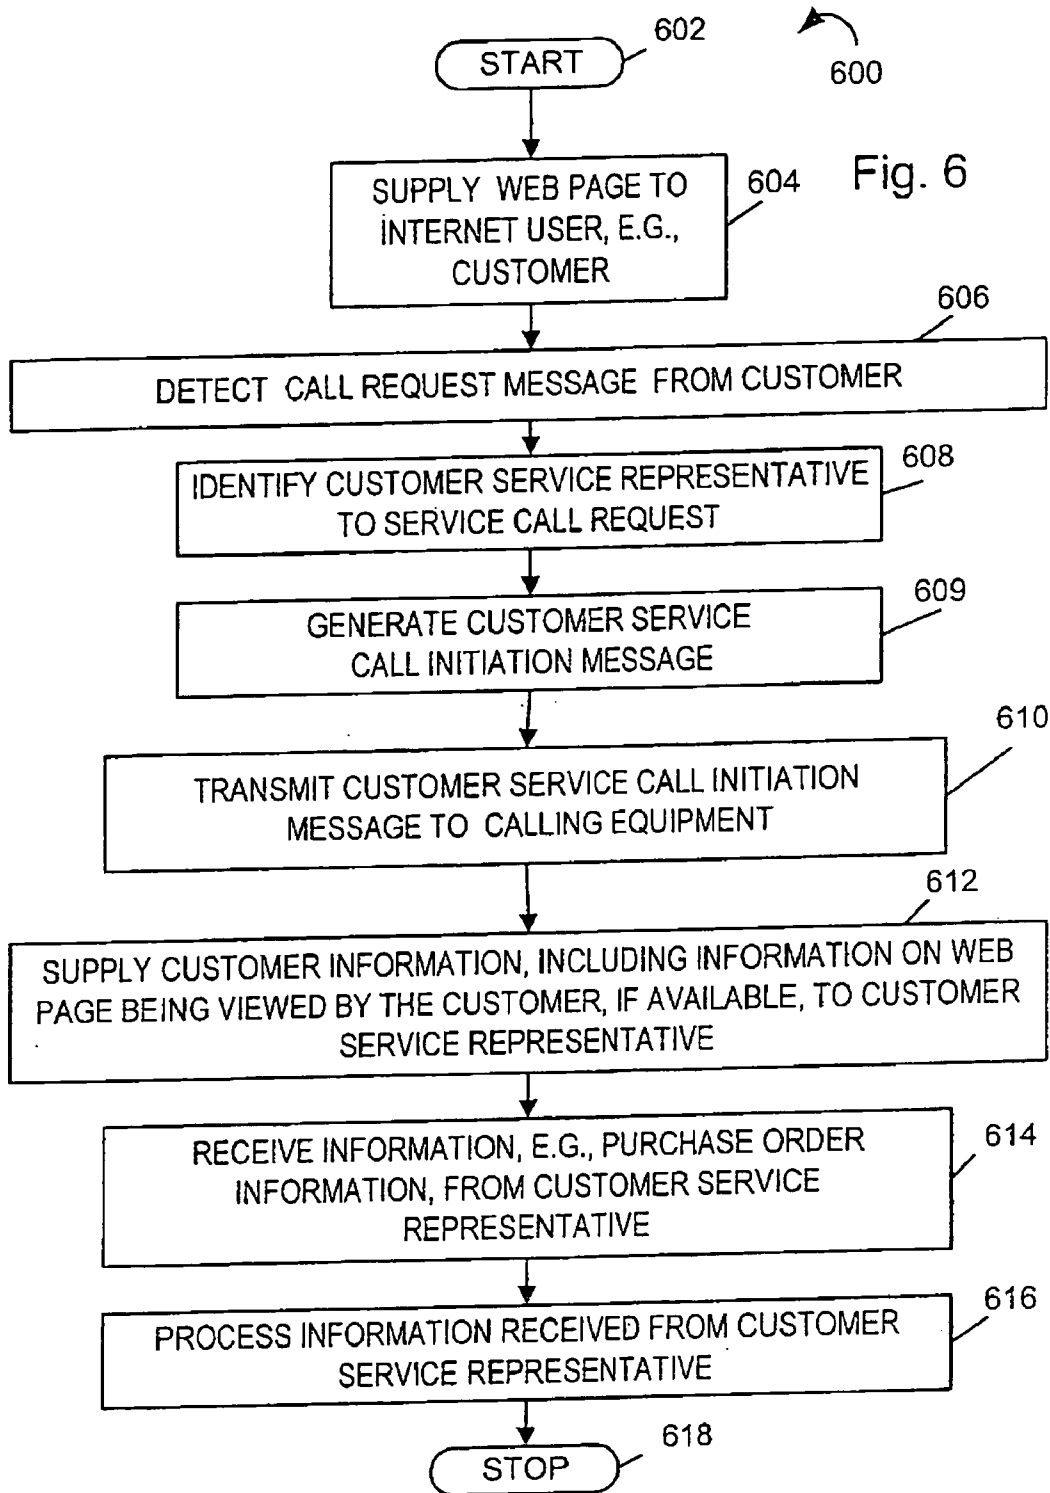 START
602
600
Fig. 6
SUPPLY WEB PAGE TO
INTERNET USER, E.G.,
CUSTOMER
604
606
DETECT CALL REQUEST MESSAGE FROM CUSTOMER
IDENTIFY CUSTOMER SERVICE REPRESENTATIVE
TO SERVICE CALL REQUEST
608
GENERATE CUSTOMER SERVICE
CALL INITIATION MESSAGE
609
TRANSMIT CUSTOMER SERVICE CALL INITIATION
MESSAGE TO CALLING EQUIPMENT
610
612
SUPPLY CUSTOMER INFORMATION, INCLUDING INFORMATION ON WEB
PAGE BEING VIEWED BY THE CUSTOMER, IF AVAILABLE, TO CUSTOMER
SERVICE REPRESENTATIVE
RECEIVE INFORMATION, E.G., PURCHASE ORDER
INFORMATION, FROM CUSTOMER SERVICE
REPRESENTATIVE
614
PROCESS INFORMATION RECEIVED FROM CUSTOMER
SERVICE REPRESENTATIVE
616
STOP
618